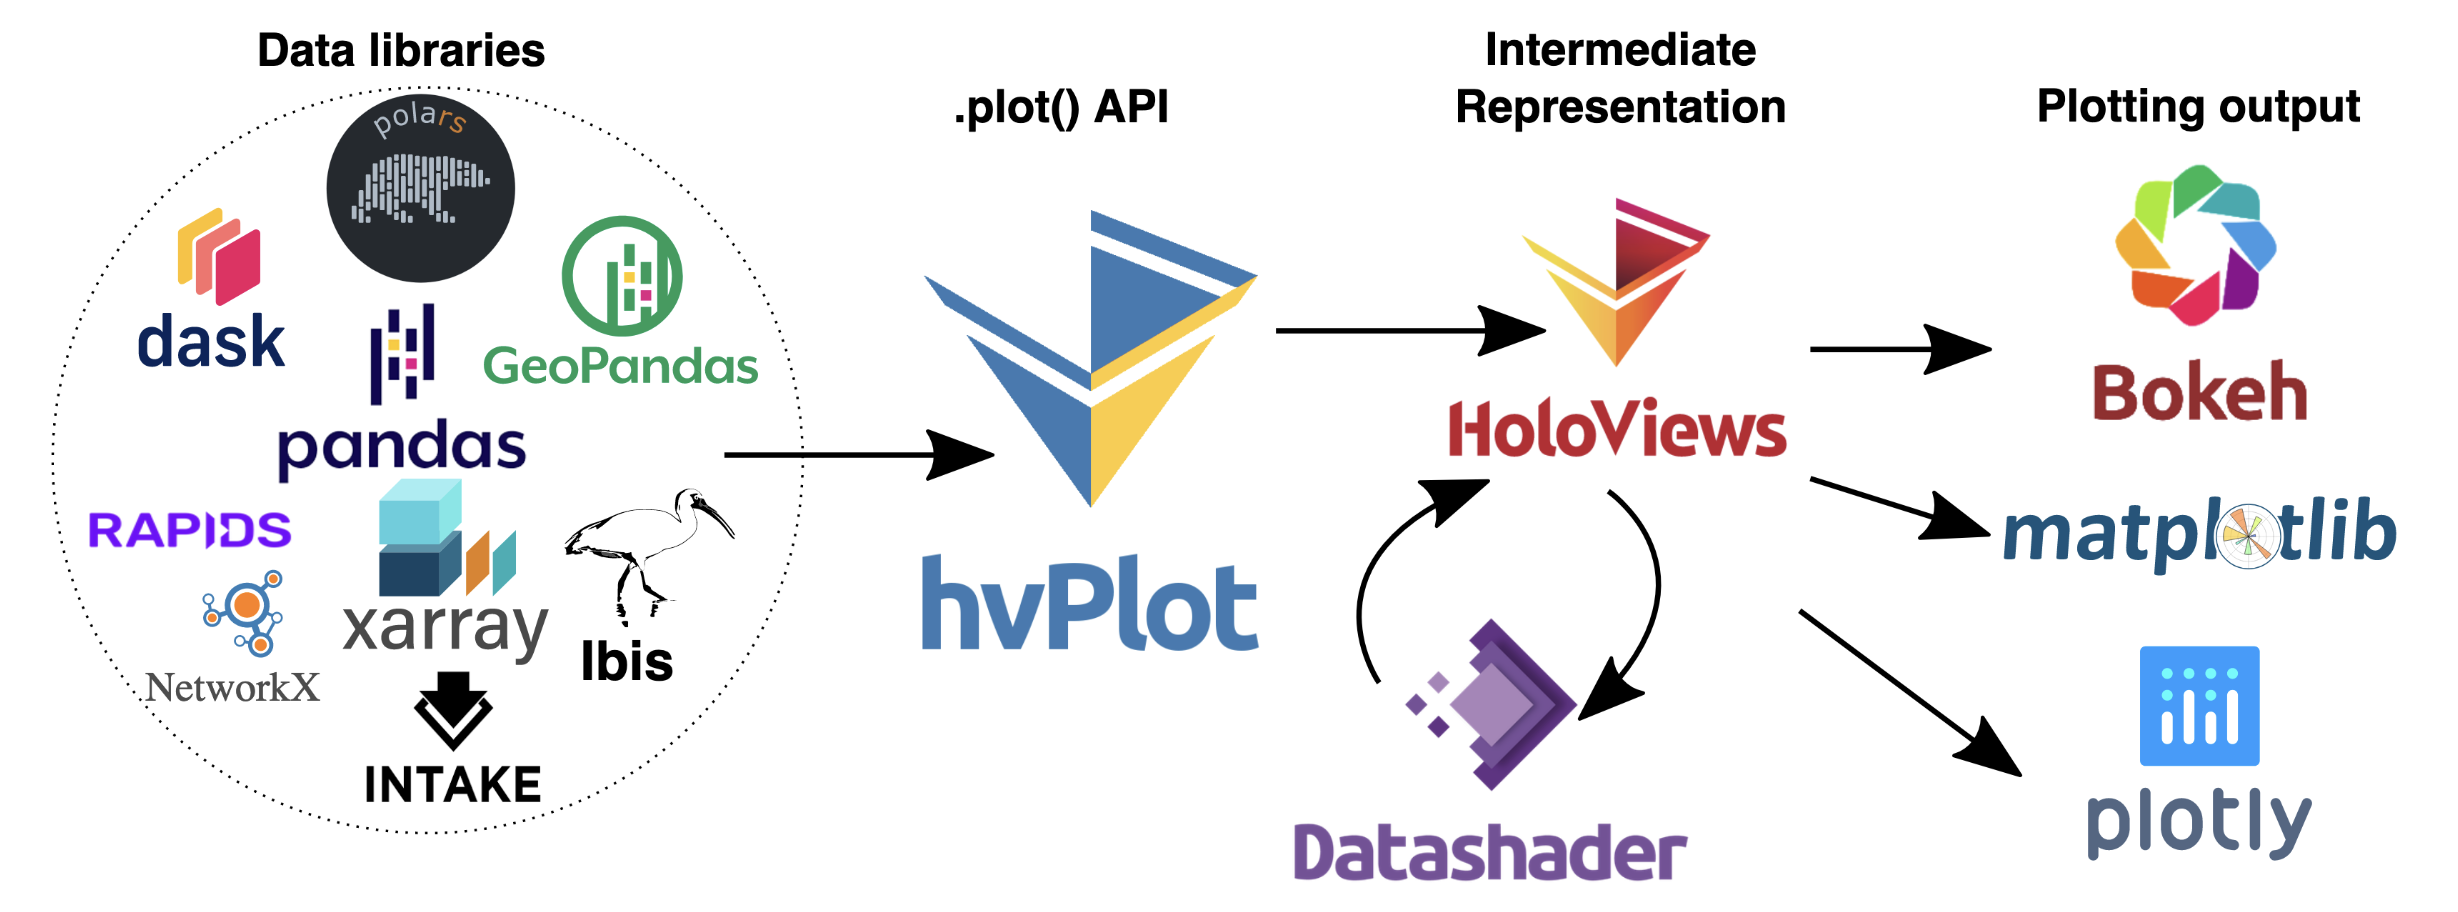 Data libraries
polars
dask
GeoPandas
pandas
RAPIDS
xarray
Ibis
NetworkX
INTAKE
.plot() API
hvPlot
Intermediate
Representation
HoloViews
Datashader
Plotting output
Bokeh
matplotlib
plotly